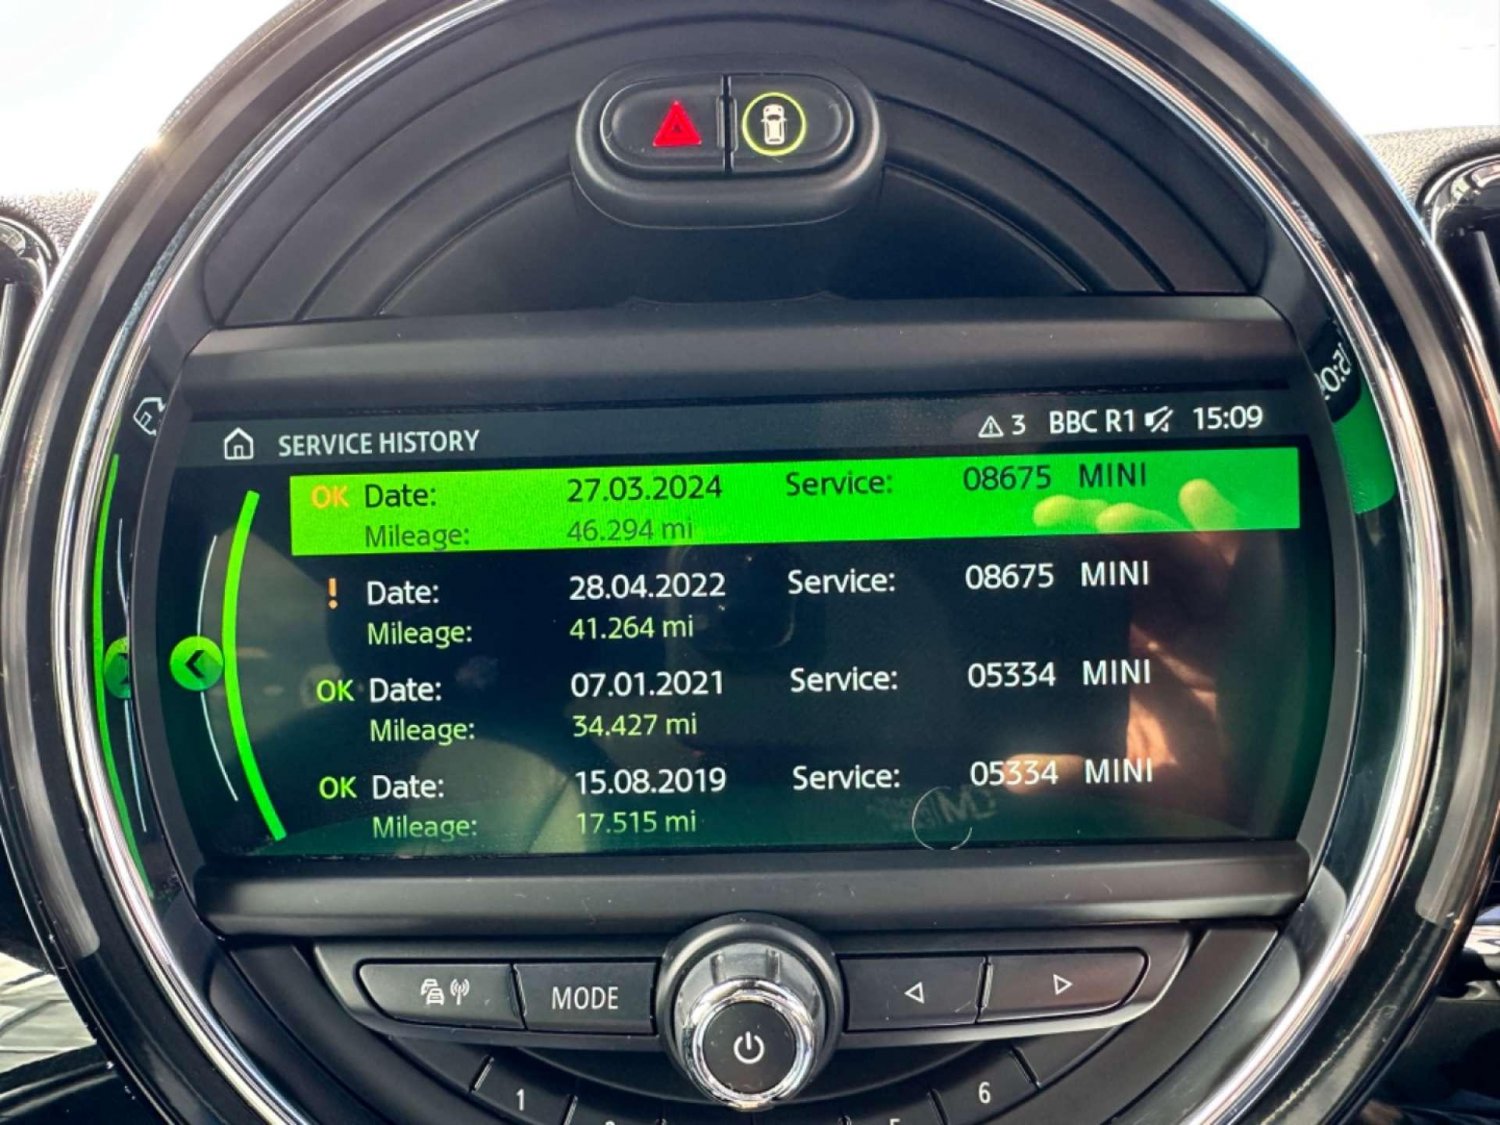 SERVICE HISTORY 3 BBC R1 15:09
OK Date: 27.03.2024 Service: 08675 MINI
Mileage: 46.294 mi
! Date: 28.04.2022 Service: 08675 MINI
Mileage: 41.264 mi
OK Date: 07.01.2021 Service: 05334 MINI
Mileage: 34.427 mi
OK Date: 15.08.2019 Service: 05334 MINI
Mileage: 17.515 mi
MODE
1
6